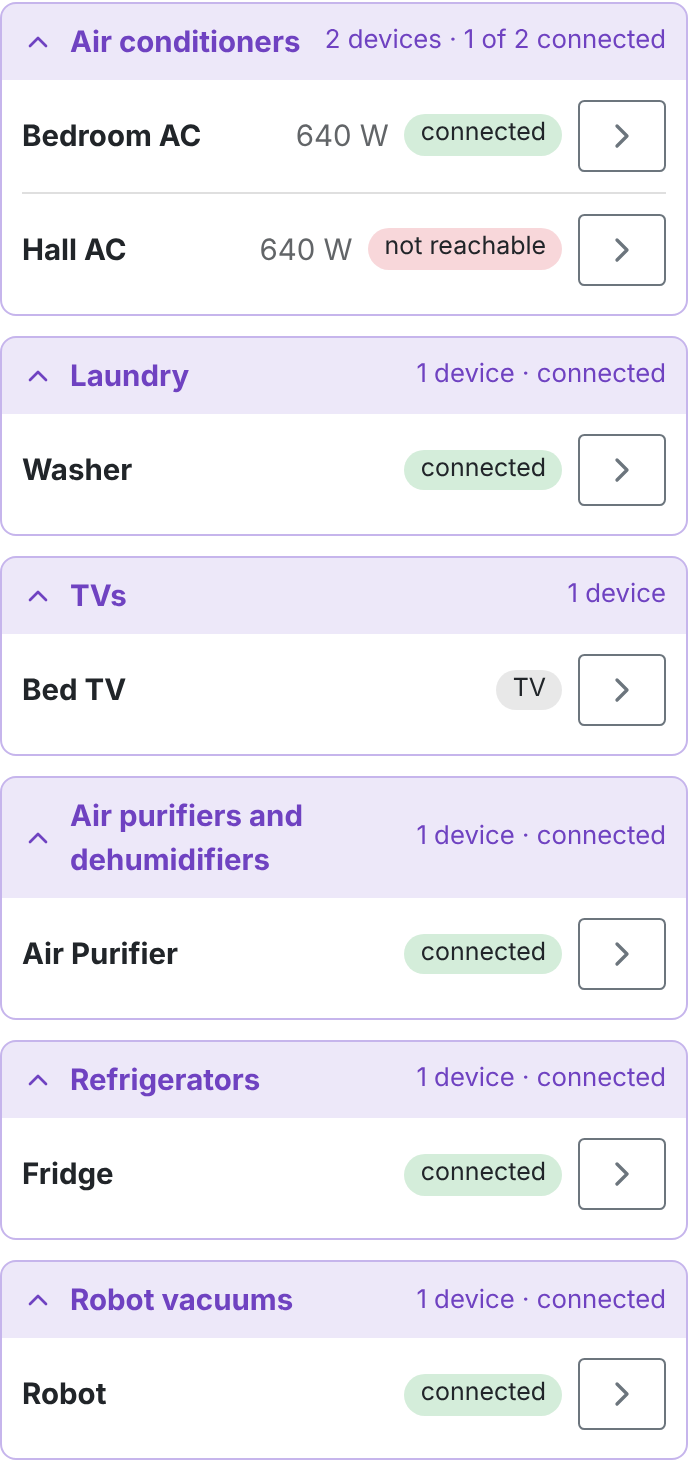 Air conditioners 2 devices · 1 of 2 connected
Bedroom AC 640 W connected
Hall AC 640 W not reachable
Laundry 1 device · connected
Washer connected
TVs 1 device
Bed TV TV
Air purifiers and
dehumidifiers 1 device · connected
Air Purifier connected
Refrigerators 1 device · connected
Fridge connected
Robot vacuums 1 device · connected
Robot connected